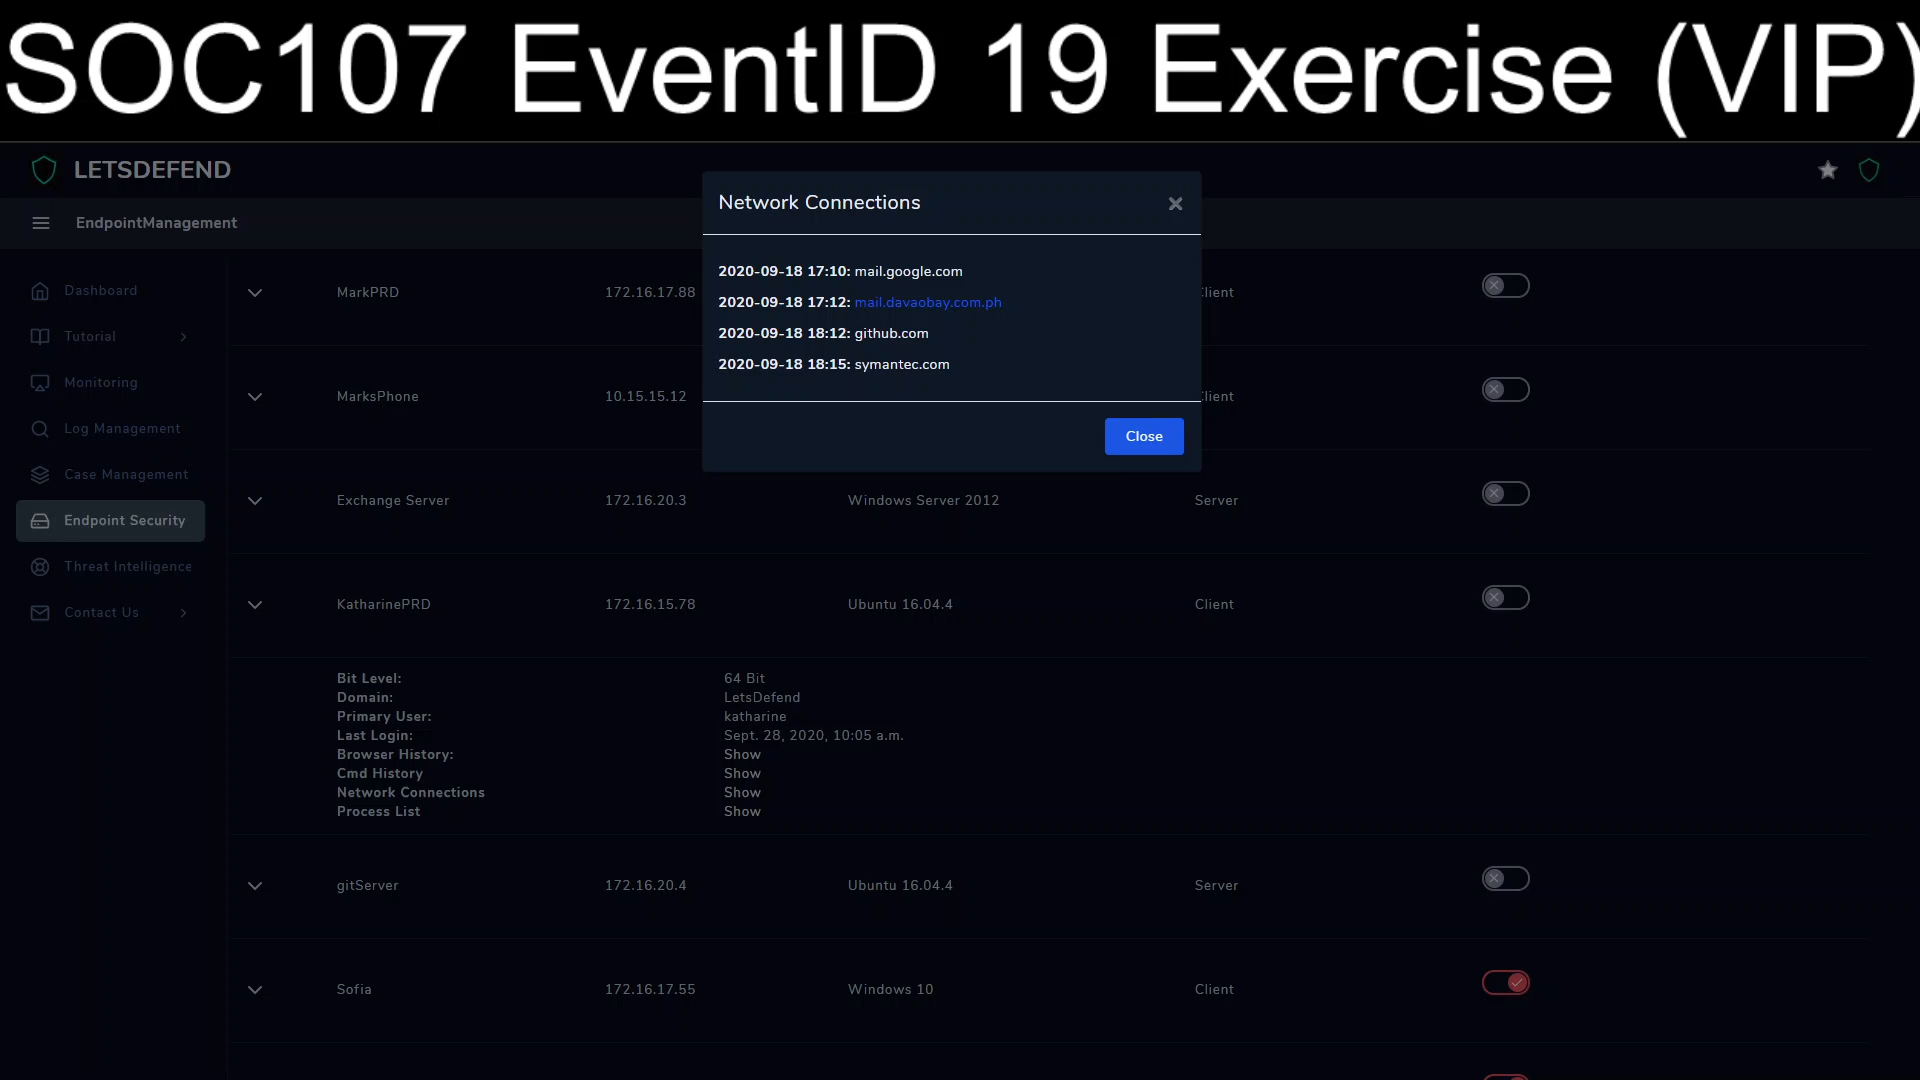 SOC107 EventID 19 Exercise (VIP)
LETSDEFEND
EndpointManagement
Dashboard
Tutorial
Monitoring
Log Management
Case Management
Endpoint Security
Threat Intelligence
Contact Us
Network Connections
2020-09-18 17:10: mail.google.com
2020-09-18 17:12: mail.davaobay.com.ph
2020-09-18 18:12: github.com
2020-09-18 18:15: symantec.com
Close
MarkPRD 172.16.17.88
MarksPhone 10.15.15.12
Exchange Server 172.16.20.3 Windows Server 2012 Server
KatharinePRD 172.16.15.78 Ubuntu 16.04.4 Client
Bit Level: 64 Bit
Domain: LetsDefend
Primary User: katharine
Last Login: Sept. 28, 2020, 10:05 a.m.
Browser History: Show
Cmd History Show
Network Connections Show
Process List Show
gitServer 172.16.20.4 Ubuntu 16.04.4 Server
Sofia 172.16.17.55 Windows 10 Client